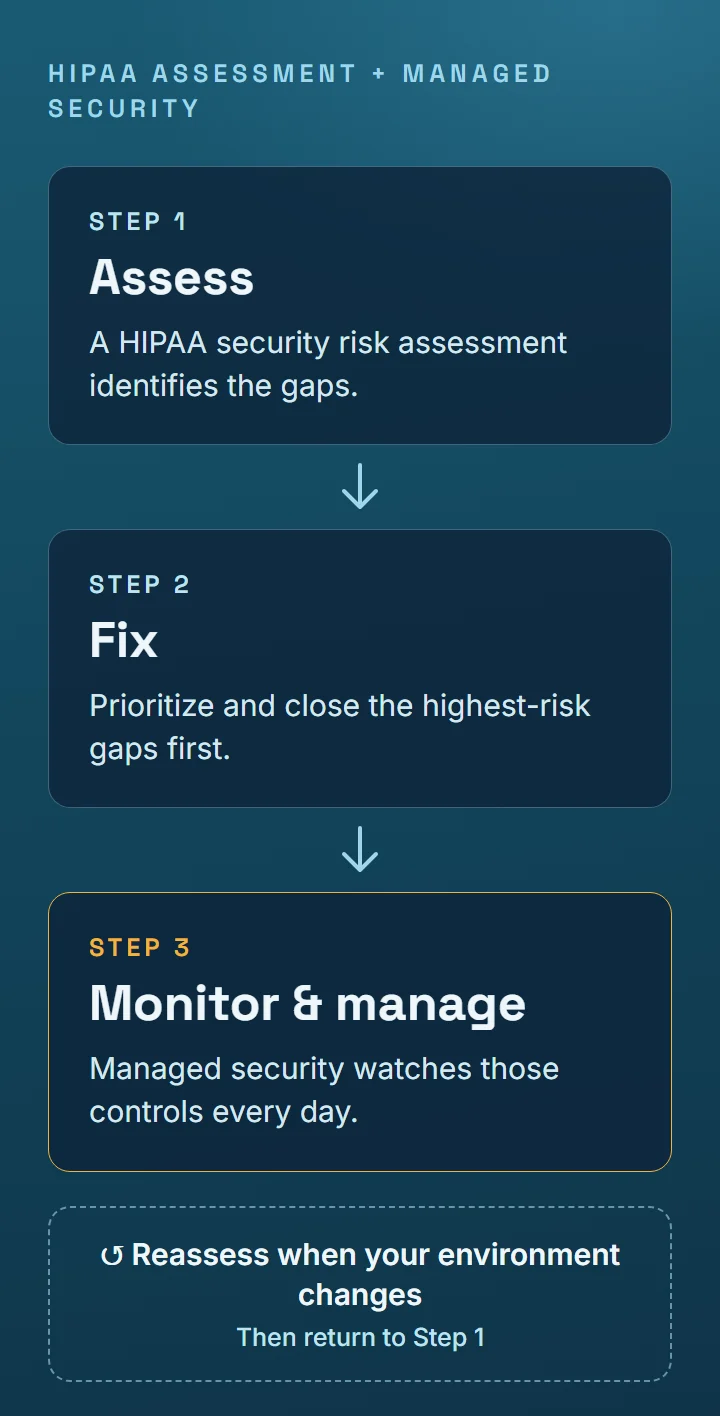 HIPAA ASSESSMENT + MANAGED
SECURITY
STEP 1
Assess
A HIPAA security risk assessment
identifies the gaps.
STEP 2
Fix
Prioritize and close the highest-risk
gaps first.
STEP 3
Monitor & manage
Managed security watches those
controls every day.
↺ Reassess when your environment
changes
Then return to Step 1